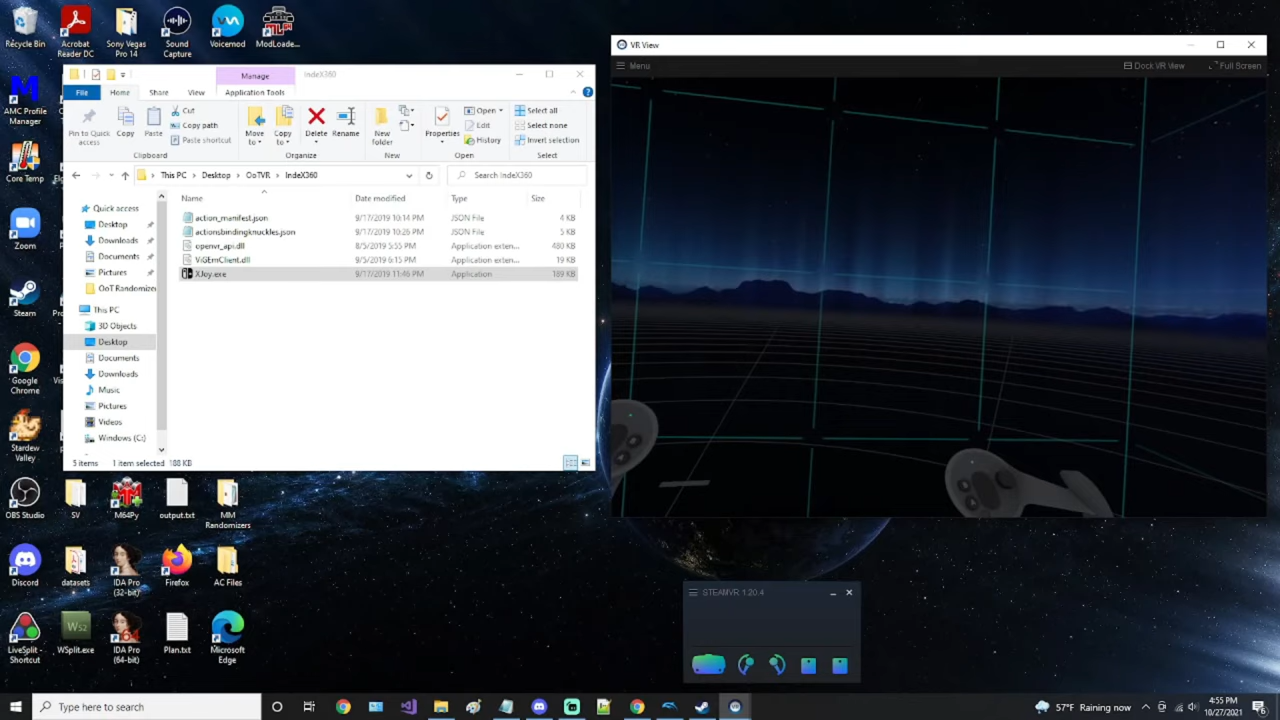 Recycle Bin
Acrobat Reader DC
Sony Vegas Pro 14
Sound Capture
Voicemod
ModLoade...
AMC Profile Manager
Core Temp
Zoom
Steam
Google Chrome
Stardew Valley
OBS Studio
SV
M64Py
output.txt
MM Randomizers
Discord
datasets
IDA Pro (32-bit)
Firefox
AC Files
LiveSplit - Shortcut
WSplit.exe
IDA Pro (64-bit)
Plan.txt
Microsoft Edge
Manage
IndeX360
File
Home
Share
View
Application Tools
Pin to Quick access
Copy
Paste
Cut
Copy path
Paste shortcut
Move to
Copy to
Delete
Rename
New folder
Properties
Open
Edit
History
Select all
Select none
Invert selection
Clipboard
Organize
New
Open
Select
This PC > Desktop > OoTVR > IndeX360
Search IndeX360
Name Date modified Type Size
action_manifest.json 9/17/2019 10:14 PM JSON File 4 KB
actionsbindingknuckles.json 9/17/2019 10:26 PM JSON File 5 KB
openvr_api.dll 8/5/2019 5:55 PM Application exten... 480 KB
ViGEmClient.dll 9/5/2019 6:15 PM Application exten... 19 KB
XJoy.exe 9/17/2019 11:46 PM Application 189 KB
Quick access
Desktop
Downloads
Documents
Pictures
OoT Randomize
This PC
3D Objects
Desktop
Documents
Downloads
Music
Pictures
Videos
Windows (C:)
5 items 1 item selected 188 KB
VR View
Menu
Dock VR View
Full Screen
STEAMVR 1.20.4
Type here to search
57°F Raining now
4:55 PM
10/27/2021
6